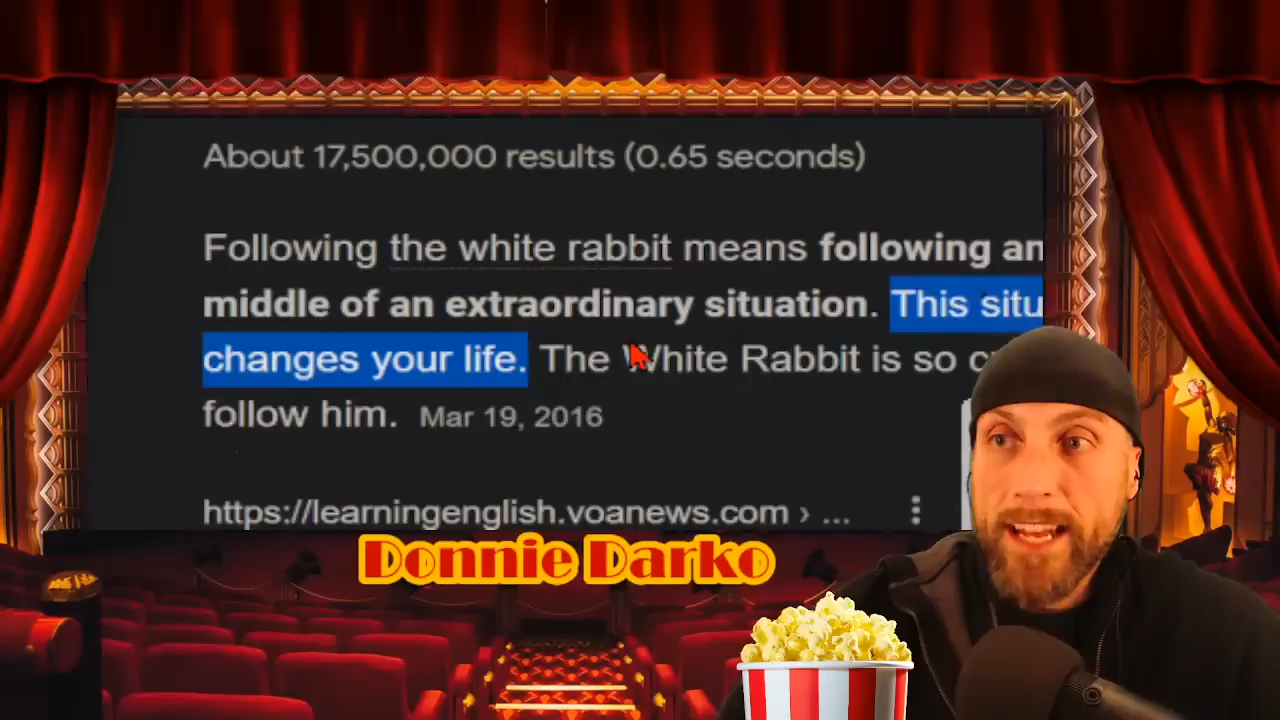 About 17,500,000 results (0.65 seconds)
Following the white rabbit means following an
middle of an extraordinary situation. This situ
changes your life. The White Rabbit is so c
follow him. Mar 19, 2016
https://learningenglish.voanews.com › ...
Donnie Darko